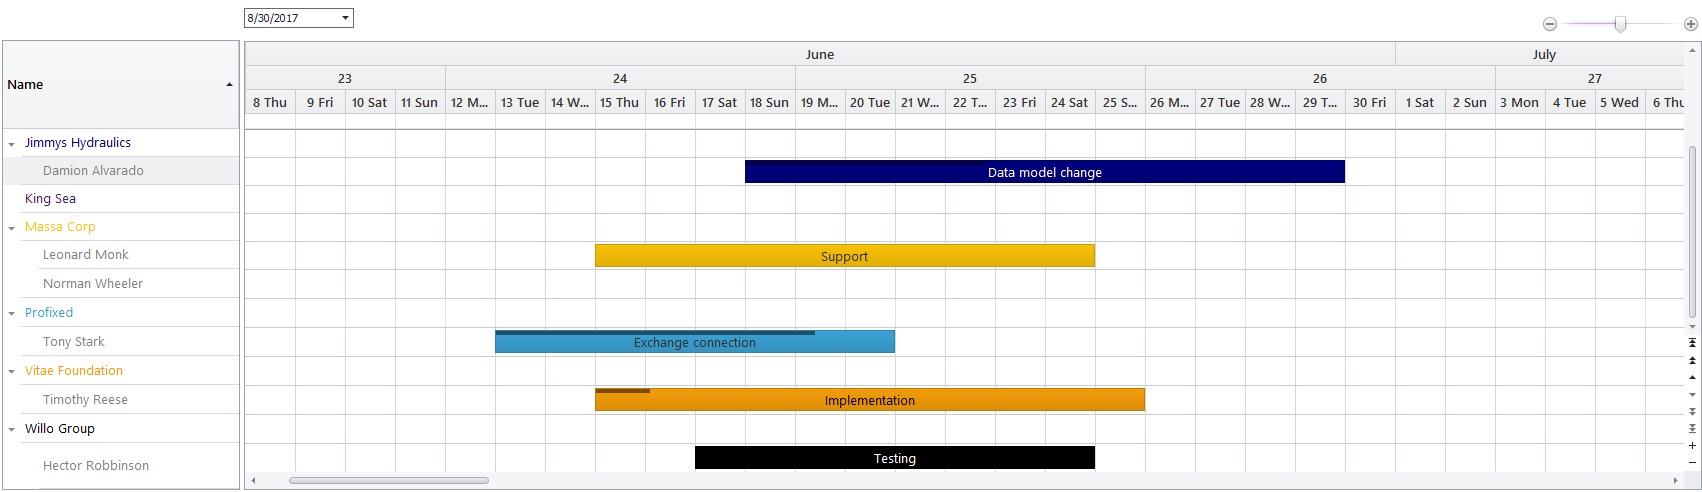 8/30/2017
Name
June July
23 24 25 26 27
8 Thu 9 Fri 10 Sat 11 Sun 12 M... 13 Tue 14 W... 15 Thu 16 Fri 17 Sat 18 Sun 19 M... 20 Tue 21 W... 22 T... 23 Fri 24 Sat 25 S... 26 M... 27 Tue 28 W... 29 T... 30 Fri 1 Sat 2 Sun 3 Mon 4 Tue 5 Wed 6 Thu
Jimmys Hydraulics
Damion Alvarado Data model change
King Sea
Massa Corp
Leonard Monk Support
Norman Wheeler
Profixed
Tony Stark Exchange connection
Vitae Foundation
Timothy Reese Implementation
Willo Group
Hector Robbinson Testing